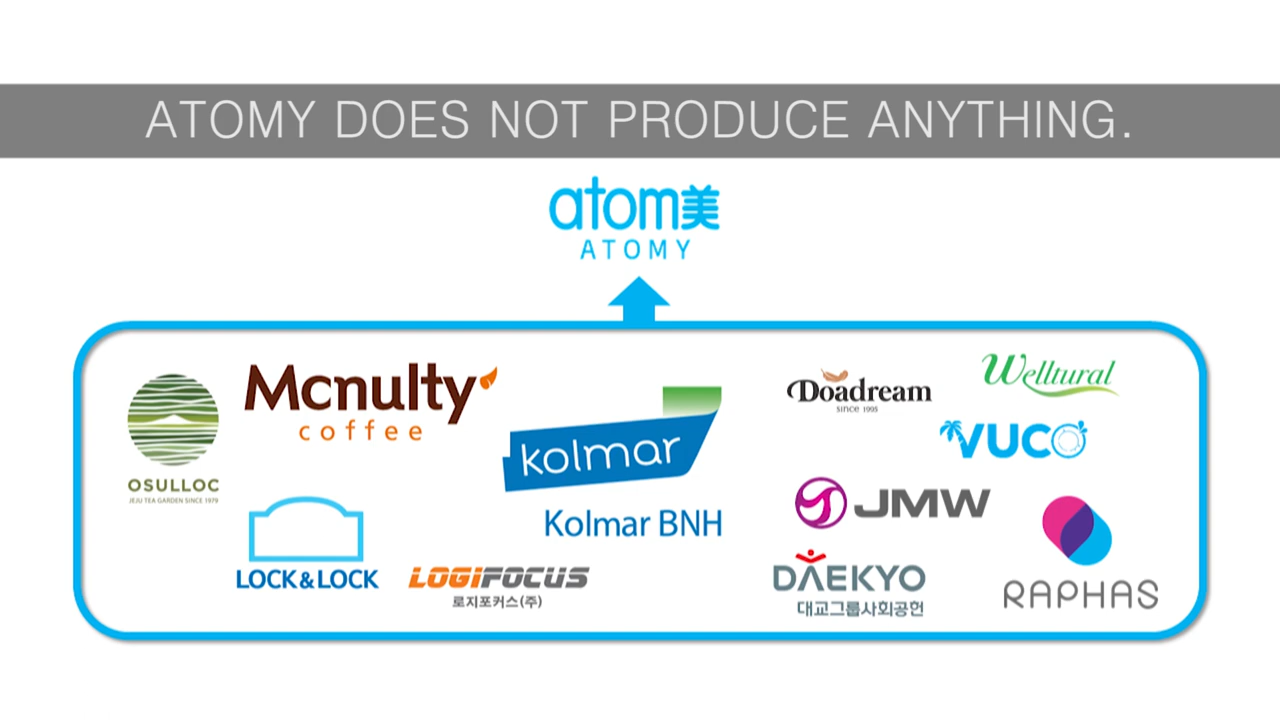 ATOMY DOES NOT PRODUCE ANYTHING.
atom美
ATOMY
OSULLOC
JEJU TEA GARDEN SINCE 1979
Mcnulty
coffee
kolmar
Kolmar BNH
Doadream
since 1995
Welltural
VUCO
JMW
LOCK&LOCK
LOGIFOCUS
로지포커스(주)
DAEKYO
대교그룹사회공헌
RAPHAS